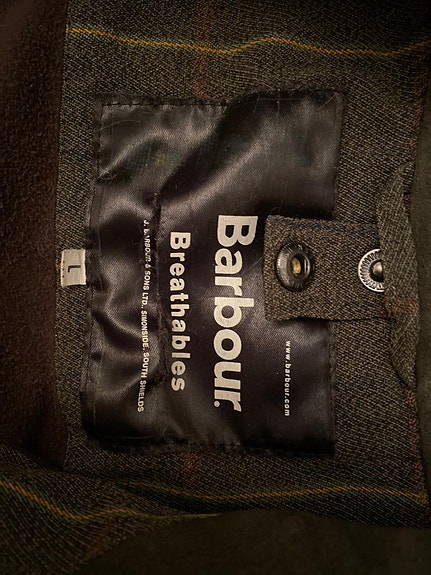 www.barbour.com
Barbour
Breathables
J. BARBOUR & SONS LTD. SIMONSIDE. SOUTH SHIELDS
L